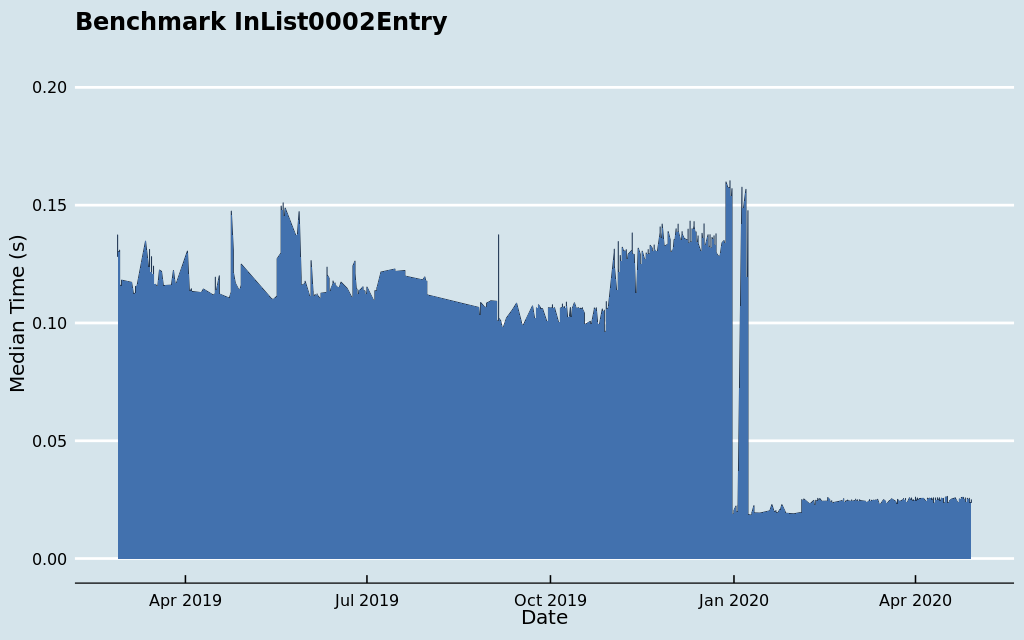 Benchmark InList0002Entry
Median Time (s)
0.20
0.15
0.10
0.05
0.00
Apr 2019 Jul 2019 Oct 2019 Jan 2020 Apr 2020
Date